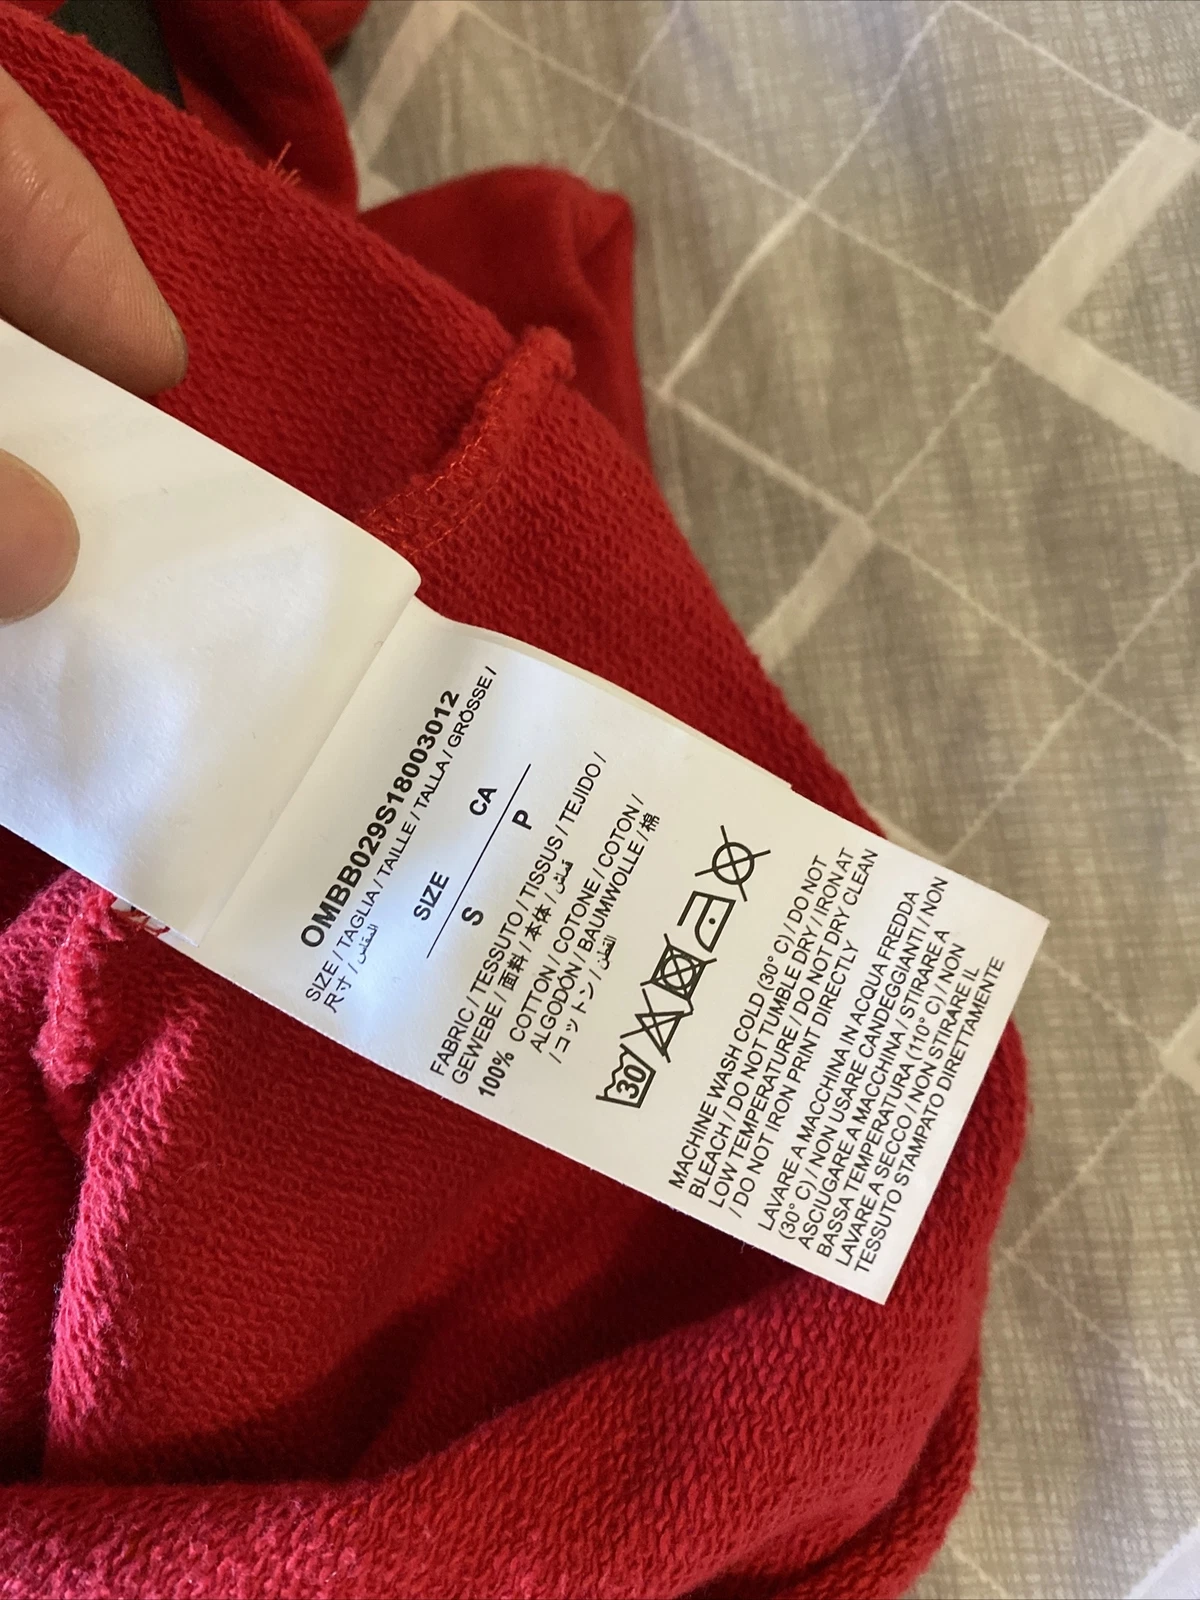 OMBB029S18003012
SIZE / TAGLIA / TAILLE / TALLA / GRÖSSE /
尺寸 / المقاس
SIZE CA
S P
FABRIC / TESSUTO / TISSUS / TEJIDO /
GEWEBE / 面料 / 本体 / قماش
100% COTTON / COTONE / COTON /
ALGODÓN / BAUMWOLLE / 棉
/ コットン / القطن
30
MACHINE WASH COLD (30° C) / DO NOT
BLEACH / DO NOT TUMBLE DRY / IRON AT
LOW TEMPERATURE / DO NOT DRY CLEAN
/ DO NOT IRON PRINT DIRECTLY
LAVARE A MACCHINA IN ACQUA FREDDA
(30° C) / NON USARE CANDEGGIANTI / NON
ASCIUGARE A MACCHINA / STIRARE A
BASSA TEMPERATURA (110° C) / NON
LAVARE A SECCO / NON STIRARE IL
TESSUTO STAMPATO DIRETTAMENTE